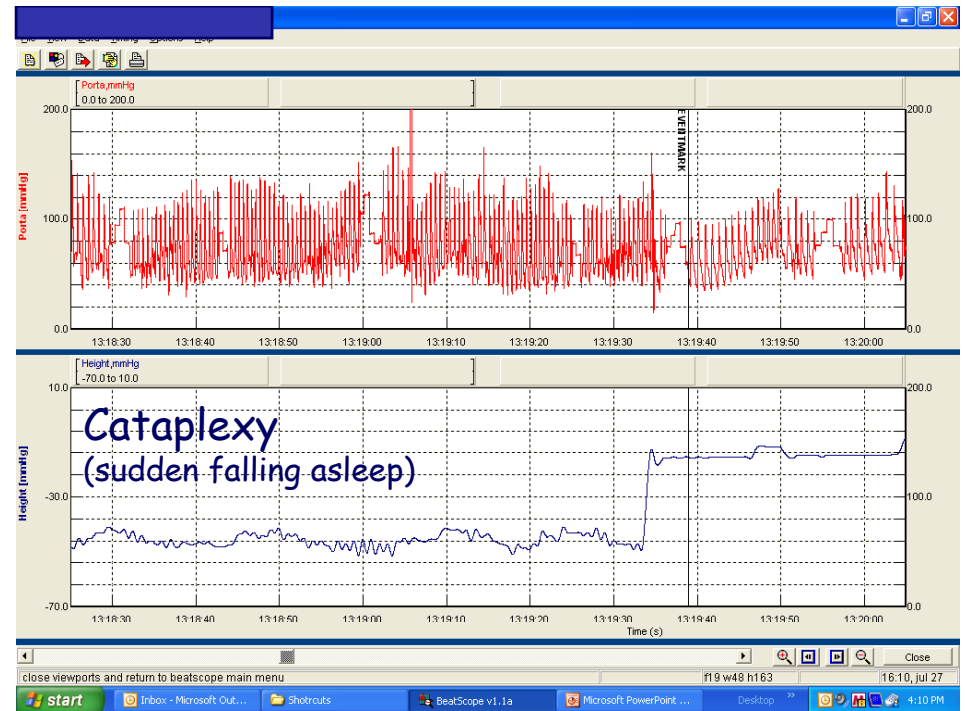 Porta,mmHg
0.0 to 200.0
200.0
200.0
EVENTMARK
Porta [mmHg]
100.0
100.0
0.0
0.0
13:18:30 13:18:40 13:18:50 13:19:00 13:19:10 13:19:20 13:19:30 13:19:40 13:19:50 13:20:00
Height,mmHg
-70.0 to 10.0
10.0
200.0
Cataplexy
(sudden falling asleep)
Height [mmHg]
-30.0
100.0
-70.0
0.0
13:18:30 13:18:40 13:18:50 13:19:00 13:19:10 13:19:20 13:19:30 13:19:40 13:19:50 13:20:00
Time (s)
Close
close viewports and return to beatscope main menu
f19 w48 h163
16:10, jul 27
start
Inbox - Microsoft Out...
Shotrcuts
BeatScope v1.1a
Microsoft PowerPoint ...
Desktop
»
4:10 PM